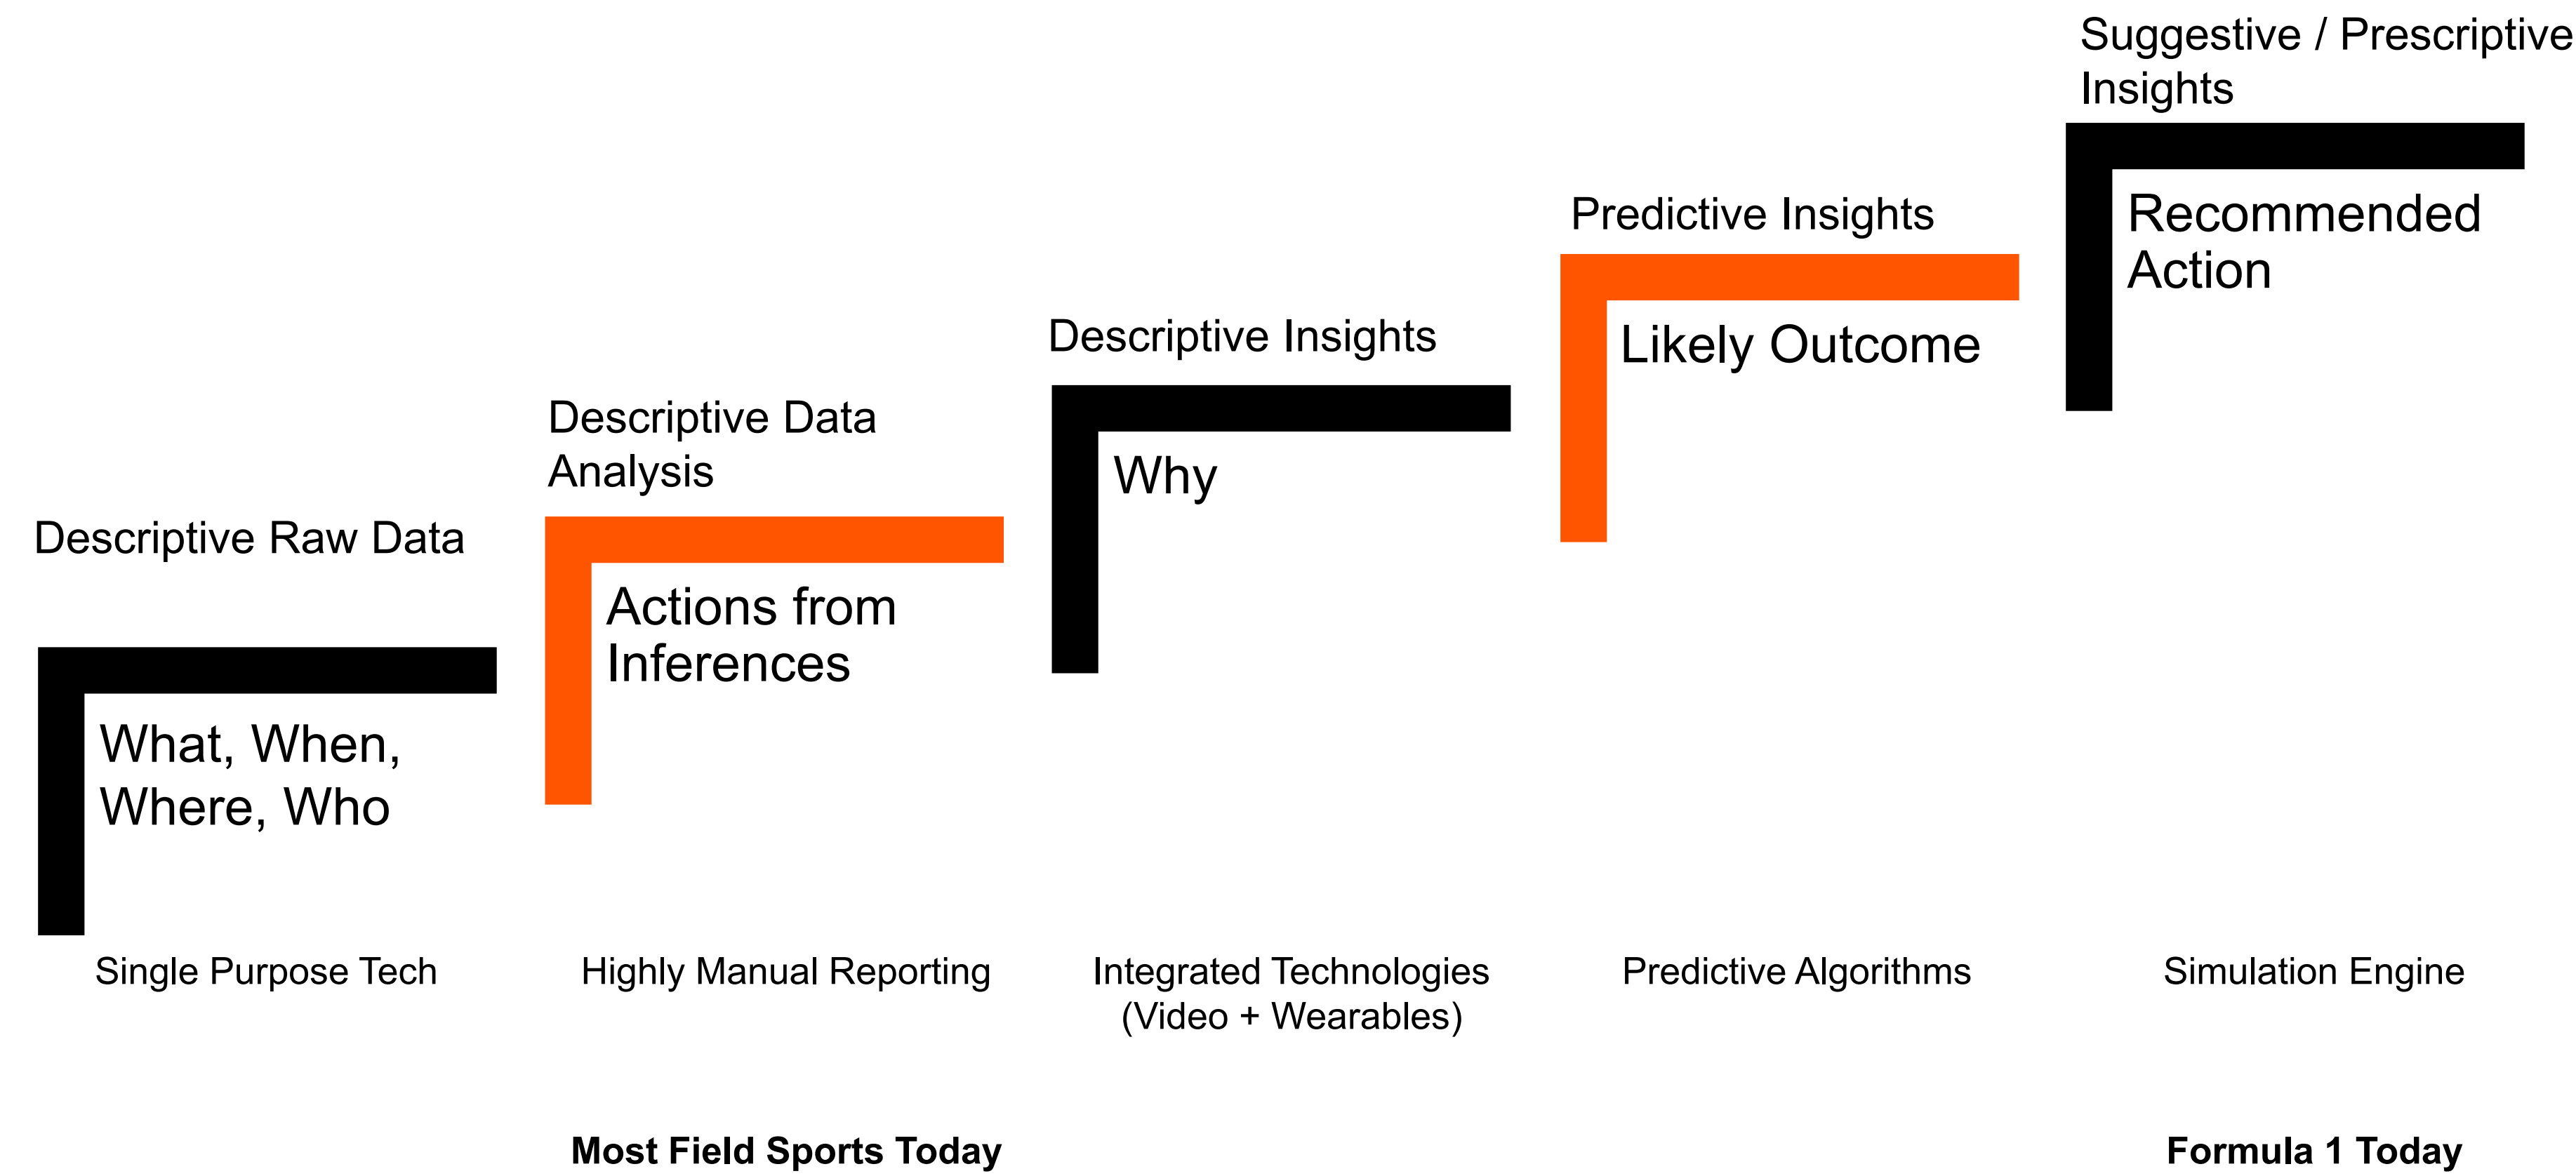 Suggestive / Prescriptive
Insights
Recommended
Action
Predictive Insights
Likely Outcome
Descriptive Insights
Why
Descriptive Data
Analysis
Actions from
Inferences
Descriptive Raw Data
What, When,
Where, Who
Single Purpose Tech
Highly Manual Reporting
Integrated Technologies
(Video + Wearables)
Predictive Algorithms
Simulation Engine
Most Field Sports Today
Formula 1 Today